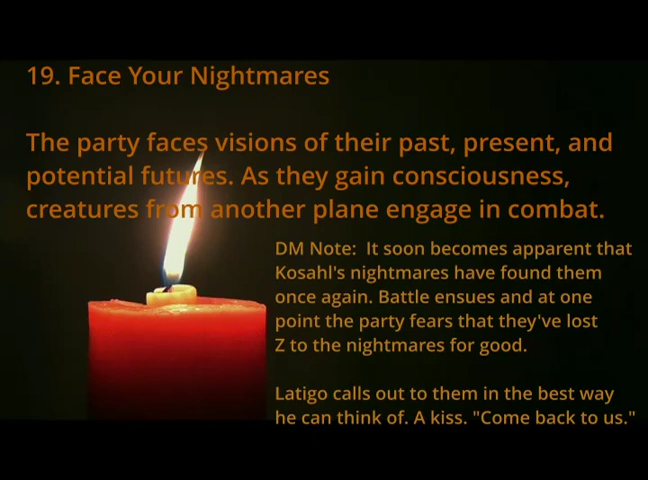 19. Face Your Nightmares
The party faces visions of their past, present, and
potential futures. As they gain consciousness,
creatures from another plane engage in combat.
DM Note: It soon becomes apparent that
Kosahl's nightmares have found them
once again. Battle ensues and at one
point the party fears that they've lost
Z to the nightmares for good.
Latigo calls out to them in the best way
he can think of. A kiss. "Come back to us."